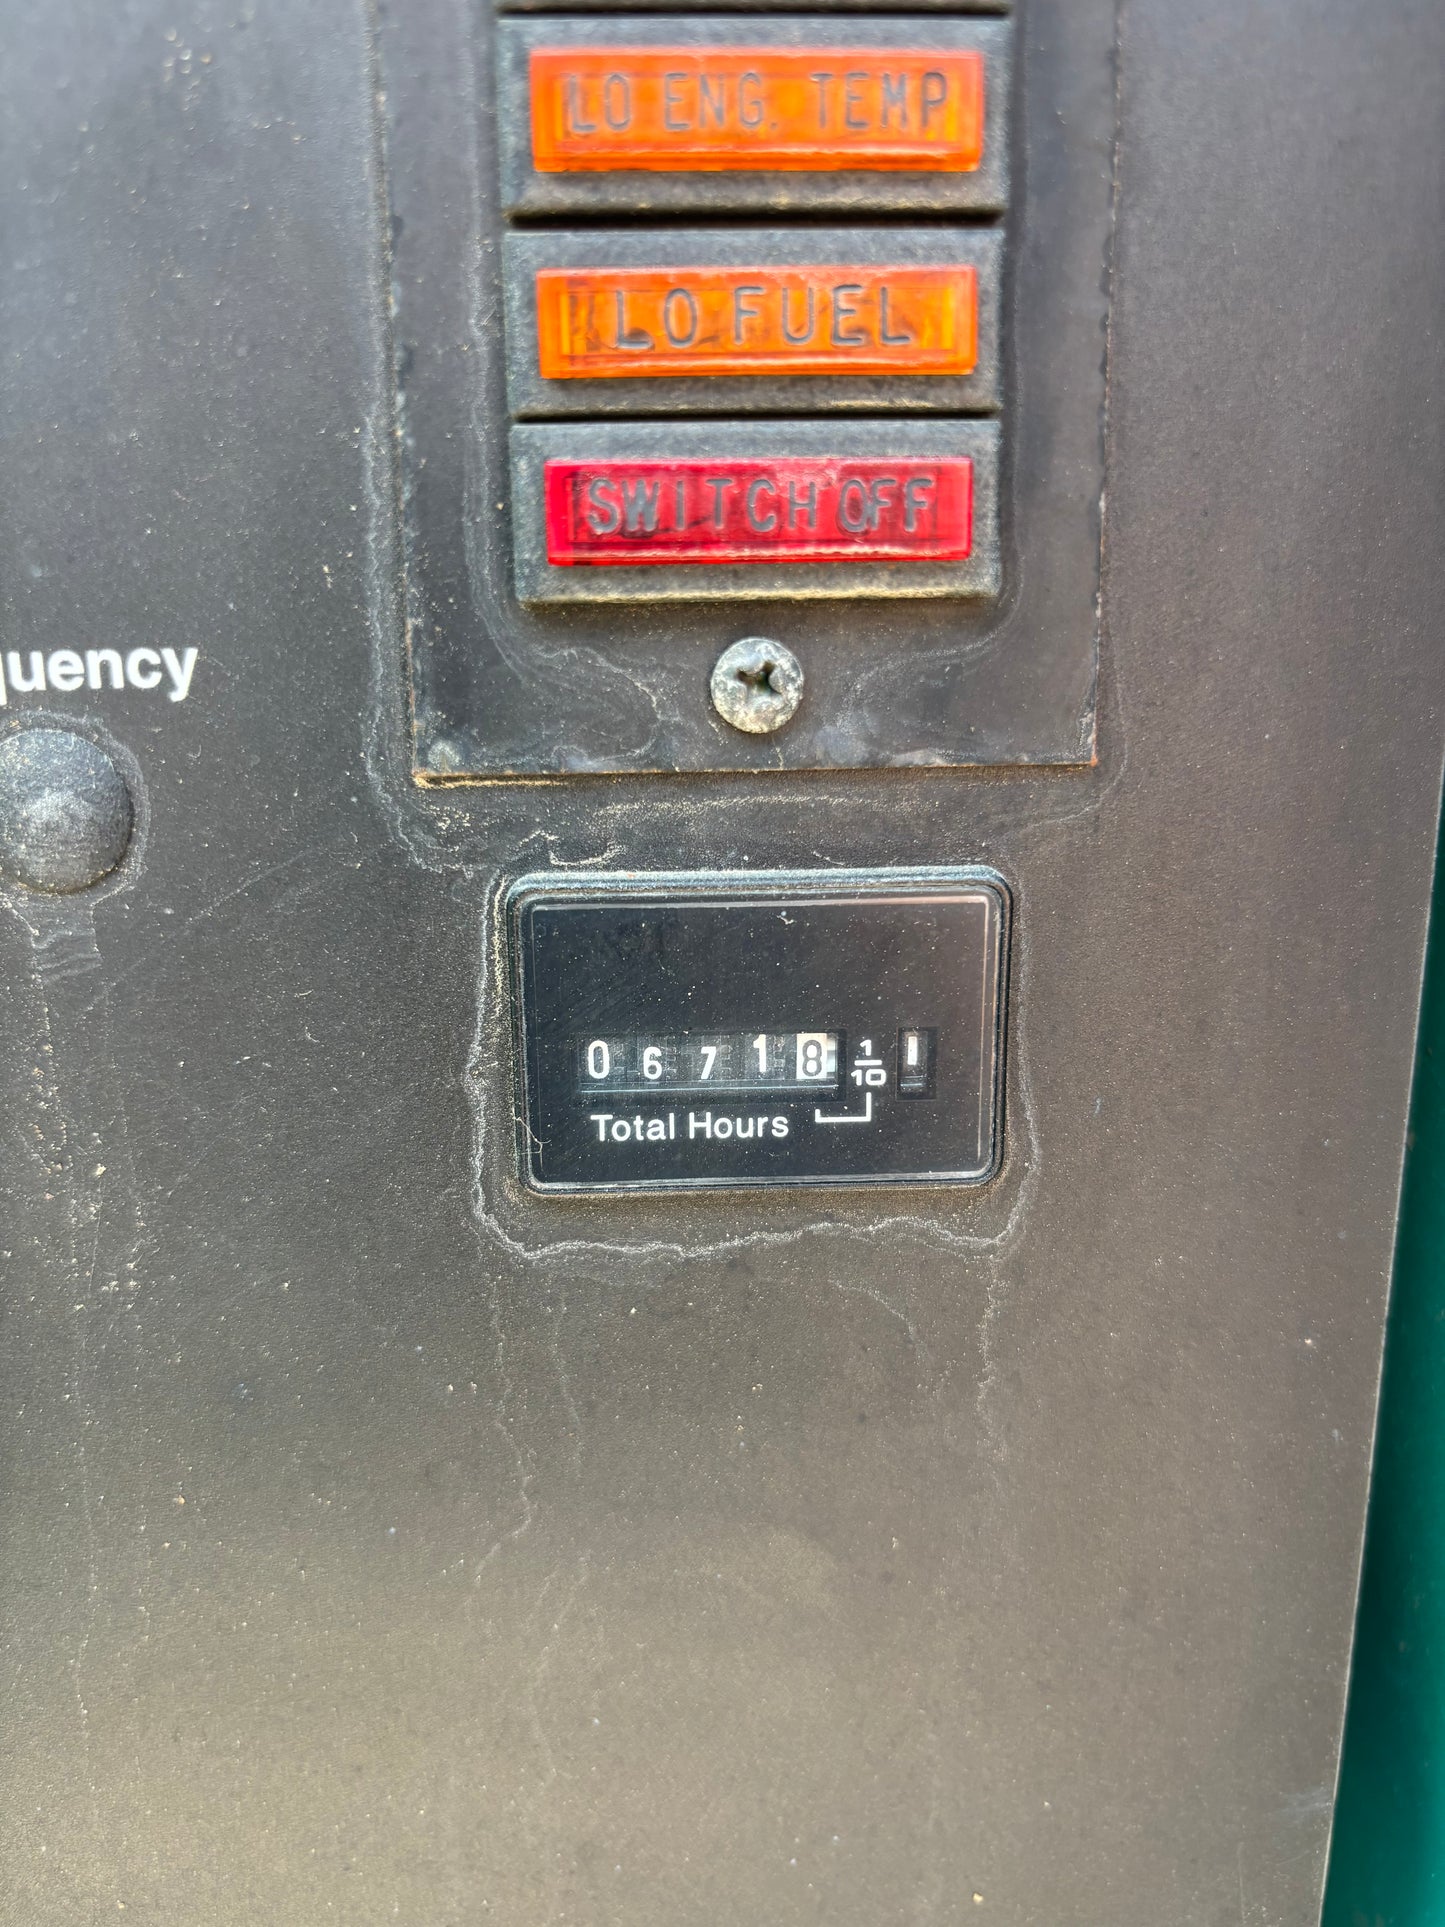 LO ENG. TEMP
LO FUEL
SWITCH OFF
quency
06718 1/10
Total Hours